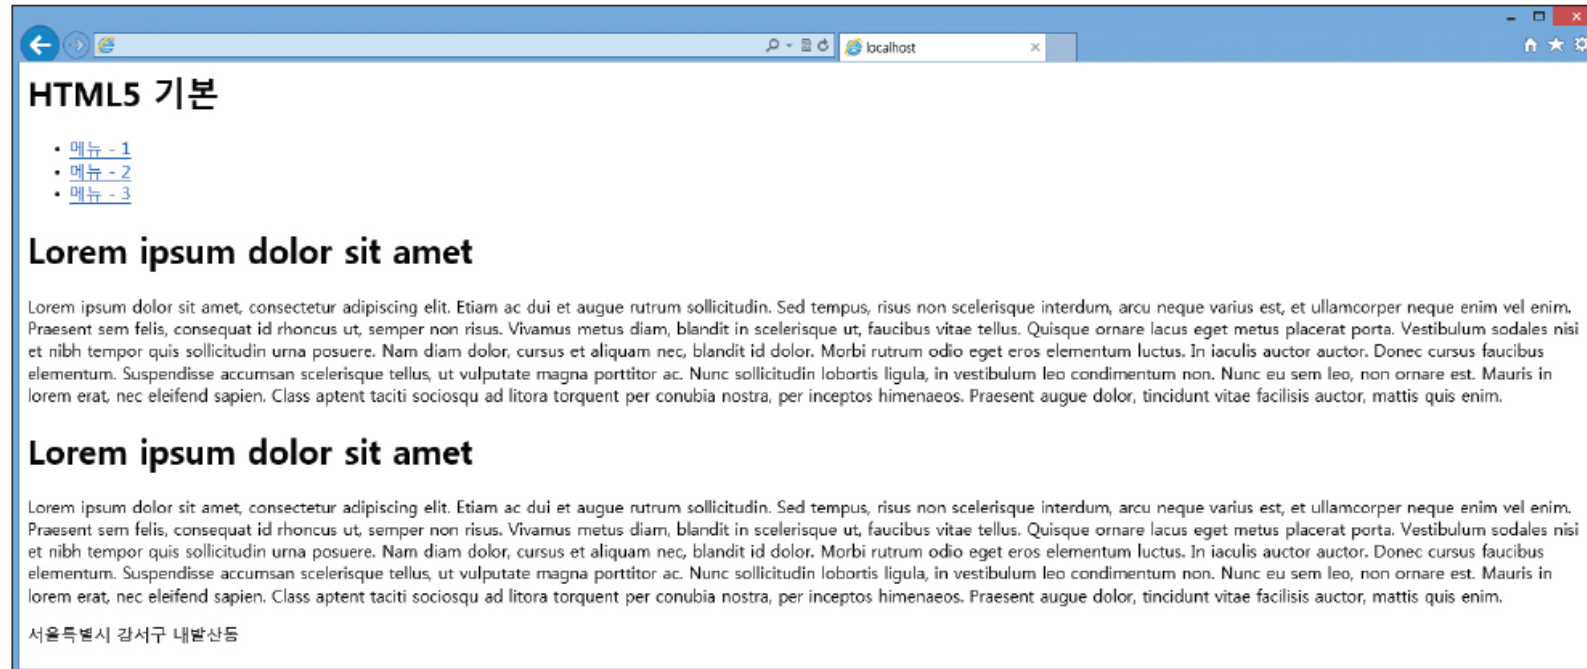 localhost
HTML5 기본
메뉴 - 1
메뉴 - 2
메뉴 - 3
Lorem ipsum dolor sit amet
Lorem ipsum dolor sit amet, consectetur adipiscing elit. Etiam ac dui et augue rutrum sollicitudin. Sed tempus, risus non scelerisque interdum, arcu neque varius est, et ullamcorper neque enim vel enim.
Praesent sem felis, consequat id rhoncus ut, semper non risus. Vivamus metus diam, blandit in scelerisque ut, faucibus vitae tellus. Quisque ornare lacus eget metus placerat porta. Vestibulum sodales nisi
et nibh tempor quis sollicitudin urna posuere. Nam diam dolor, cursus et aliquam nec, blandit id dolor. Morbi rutrum odio eget eros elementum luctus. In iaculis auctor auctor. Donec cursus faucibus
elementum. Suspendisse accumsan scelerisque tellus, ut vulputate magna porttitor ac. Nunc sollicitudin lobortis ligula, in vestibulum leo condimentum non. Nunc eu sem leo, non ornare est. Mauris in
lorem erat, nec eleifend sapien. Class aptent taciti sociosqu ad litora torquent per conubia nostra, per inceptos himenaeos. Praesent augue dolor, tincidunt vitae facilisis auctor, mattis quis enim.
Lorem ipsum dolor sit amet
Lorem ipsum dolor sit amet, consectetur adipiscing elit. Etiam ac dui et augue rutrum sollicitudin. Sed tempus, risus non scelerisque interdum, arcu neque varius est, et ullamcorper neque enim vel enim.
Praesent sem felis, consequat id rhoncus ut, semper non risus. Vivamus metus diam, blandit in scelerisque ut, faucibus vitae tellus. Quisque ornare lacus eget metus placerat porta. Vestibulum sodales nisi
et nibh tempor quis sollicitudin urna posuere. Nam diam dolor, cursus et aliquam nec, blandit id dolor. Morbi rutrum odio eget eros elementum luctus. In iaculis auctor auctor. Donec cursus faucibus
elementum. Suspendisse accumsan scelerisque tellus, ut vulputate magna porttitor ac. Nunc sollicitudin lobortis ligula, in vestibulum leo condimentum non. Nunc eu sem leo, non ornare est. Mauris in
lorem erat, nec eleifend sapien. Class aptent taciti sociosqu ad litora torquent per conubia nostra, per inceptos himenaeos. Praesent augue dolor, tincidunt vitae facilisis auctor, mattis quis enim.
서울특별시 강서구 내발산동